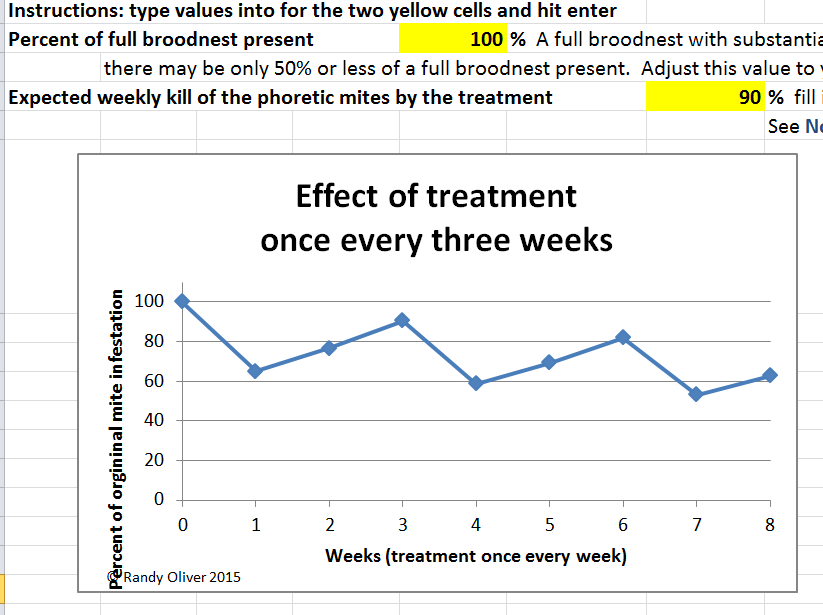 Instructions: type values into for the two yellow cells and hit enter
Percent of full broodnest present 100 % A full broodnest with
there may be only 50% or less of a full broodnest present. Adjust this value to
Expected weekly kill of the phoretic mites by the treatment 90 % fill
See
Effect of treatment
once every three weeks
Percent of orgininal mite infestation
100
80
60
40
20
0
0 1 2 3 4 5 6 7 8
Weeks (treatment once every week)
© Randy Oliver 2015